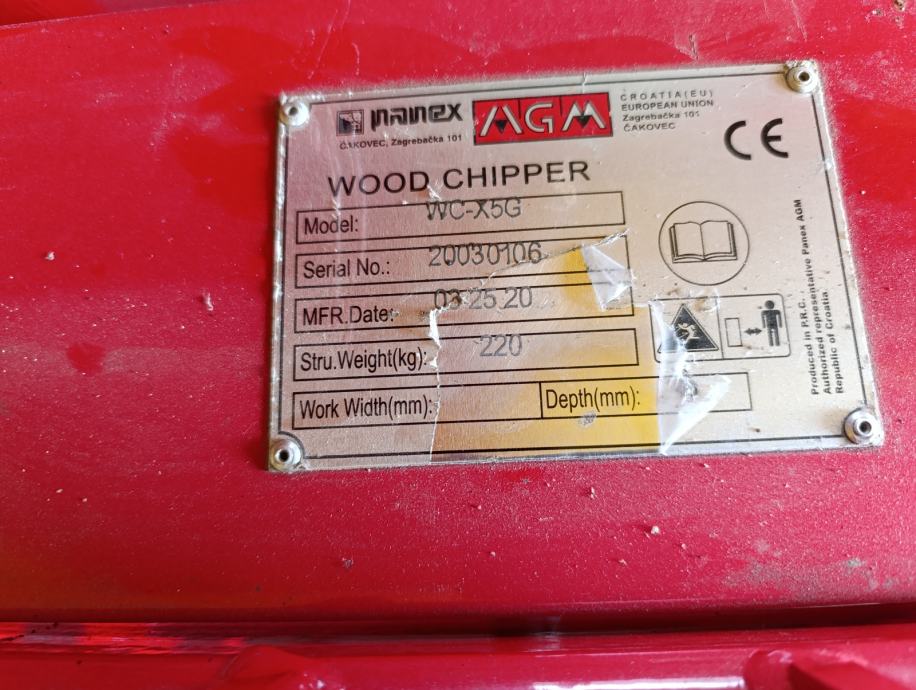 PANEX AGM
ČAKOVEC, Zagrebačka 101
CROATIA(EU)
EUROPEAN UNION
Zagrebačka 101
ČAKOVEC
CE
WOOD CHIPPER
Model: WC-X5G
Serial No.: 20030106
MFR.Date: 03.25.20
Stru.Weight(kg): 220
Work Width(mm): Depth(mm):
Produced in P.R.C..
Authorized representative Panex AGM
Republic of Croatia